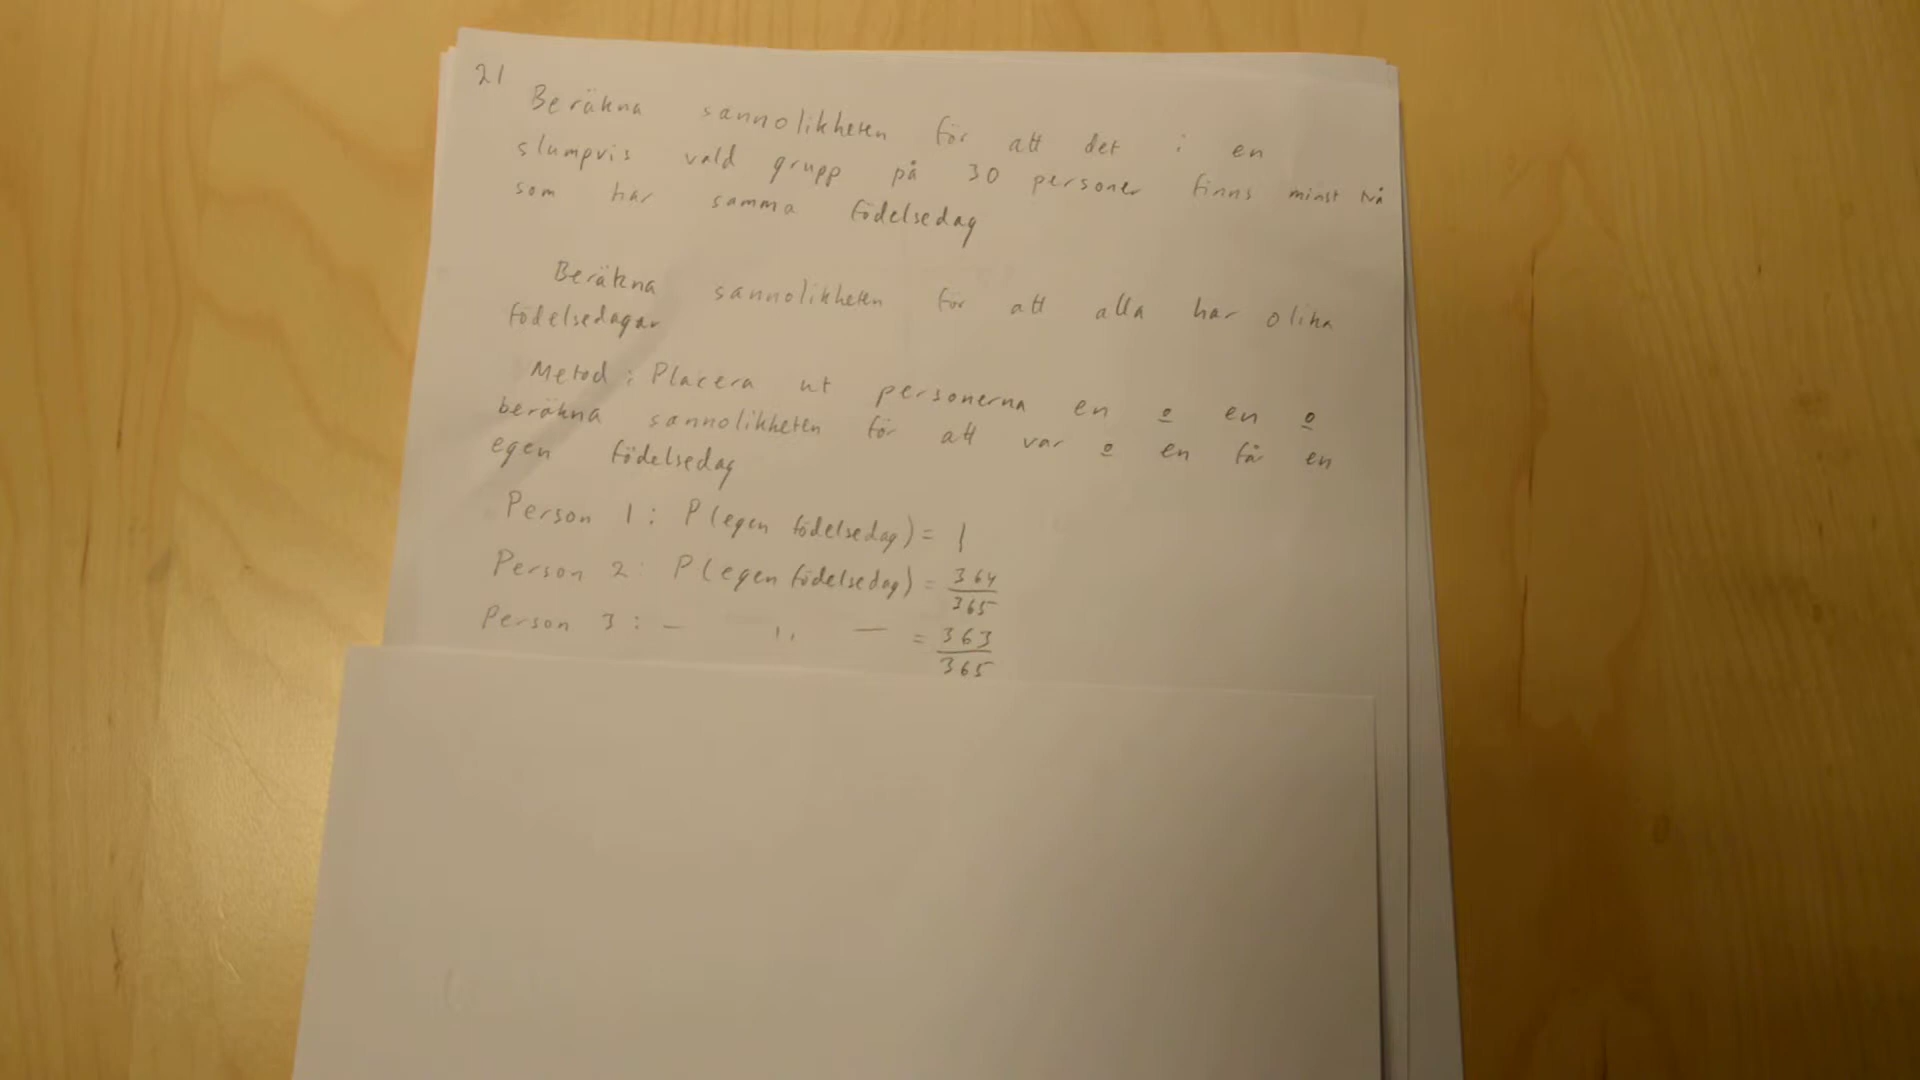 21
Beräkna sannolikheten för att det i en
slumpvis vald grupp på 30 personer finns minst två
som har samma födelsedag
Beräkna sannolikheten för att alla har olika
födelsedagar
Metod: Placera ut personerna en o en o
beräkna sannolikheten för att var o en får en
egen födelsedag
Person 1: P(egen födelsedag) = 1
Person 2: P(egen födelsedag) = 364/365
Person 3: — ,, — = 363/365